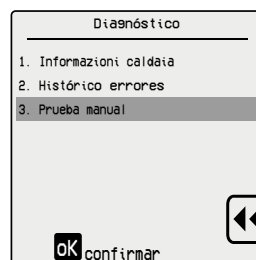 Diagnóstico
1. Informazioni caldaia
2. Histórico errores
3. Prueba manual
OK confirmar